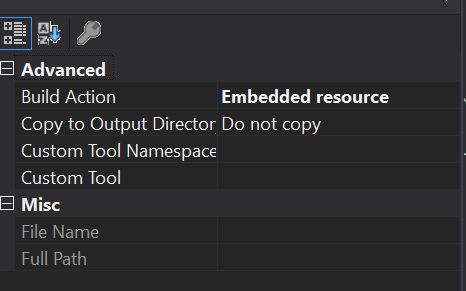 Advanced
Build Action Embedded resource
Copy to Output Director Do not copy
Custom Tool Namespace
Custom Tool
Misc
File Name
Full Path